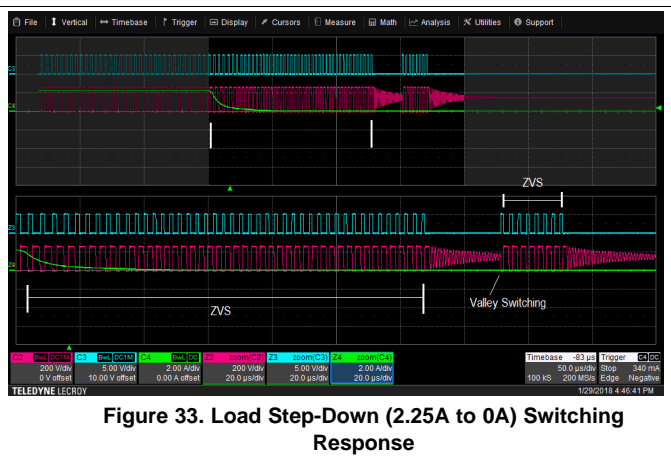 File Vertical Timebase Trigger Display Cursors Measure Math Analysis Utilities Support
C3
C4
ZVS
Z3
Z4
ZVS
Valley Switching
C2 BwL DC1M C3 BwL DC1M C4 BwL DC Z2 zoom(C2) Z3 zoom(C3) Z4 zoom(C4) Timebase -83 µs Trigger C4 DC
200 V/div 5.00 V/div 2.00 A/div 200 V/div 5.00 V/div 2.00 A/div 50.0 µs/div Stop 340 mA
0 V offset 10.00 V offset 0.00 A offset 20.0 µs/div 20.0 µs/div 20.0 µs/div 100 kS 200 MS/s Edge Negative
TELEDYNE LECROY 1/29/2018 4:46:41 PM
Figure 33. Load Step-Down (2.25A to 0A) Switching
Response